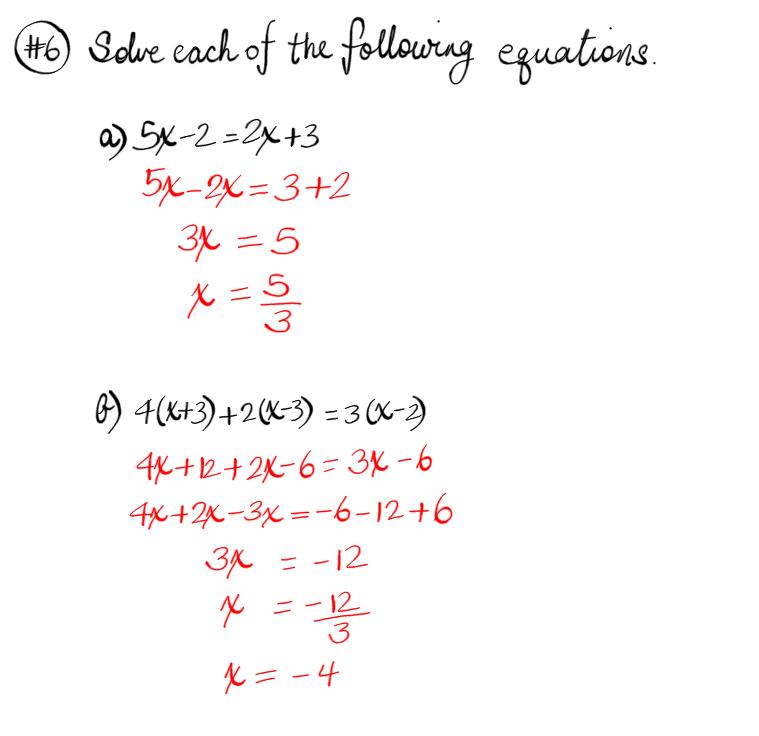 #6 Solve each of the following equations.
a) 5x-2=2x+3
5x-2x=3+2
3x=5
x=5/3
b) 4(x+3)+2(x-3)=3(x-2)
4x+12+2x-6=3x-6
4x+2x-3x=-6-12+6
3x=-12
x=-12/3
x=-4